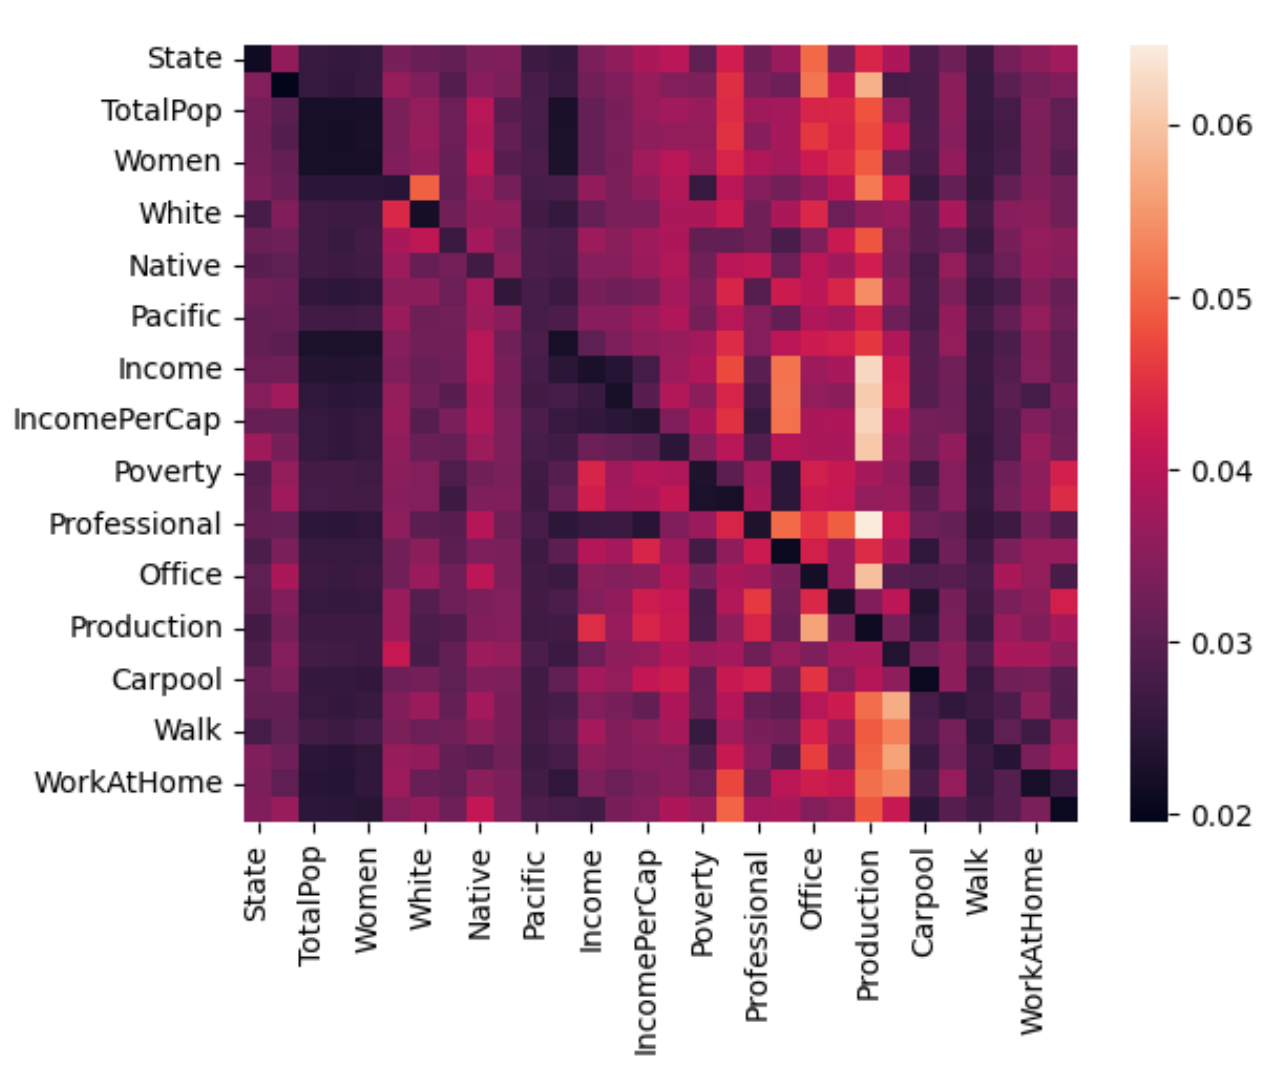 State
TotalPop
Women
White
Native
Pacific
Income
IncomePerCap
Poverty
Professional
Office
Production
Carpool
Walk
WorkAtHome
State
TotalPop
Women
White
Native
Pacific
Income
IncomePerCap
Poverty
Professional
Office
Production
Carpool
Walk
WorkAtHome
0.06
0.05
0.04
0.03
0.02